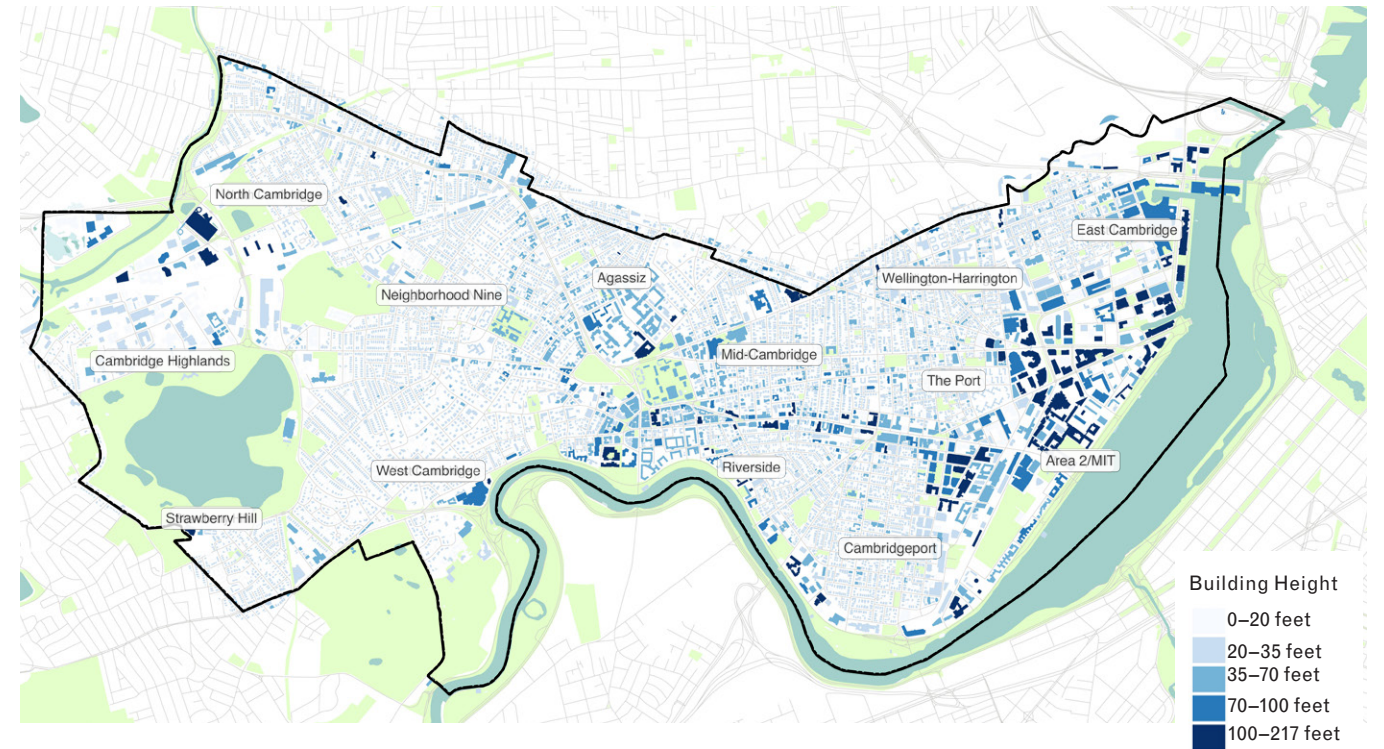 North Cambridge
East Cambridge
Agassiz
Wellington-Harrington
Neighborhood Nine
Mid-Cambridge
Cambridge Highlands
The Port
Area 2/MIT
West Cambridge
Riverside
Strawberry Hill
Cambridgeport
Building Height
0–20 feet
20–35 feet
35–70 feet
70–100 feet
100–217 feet